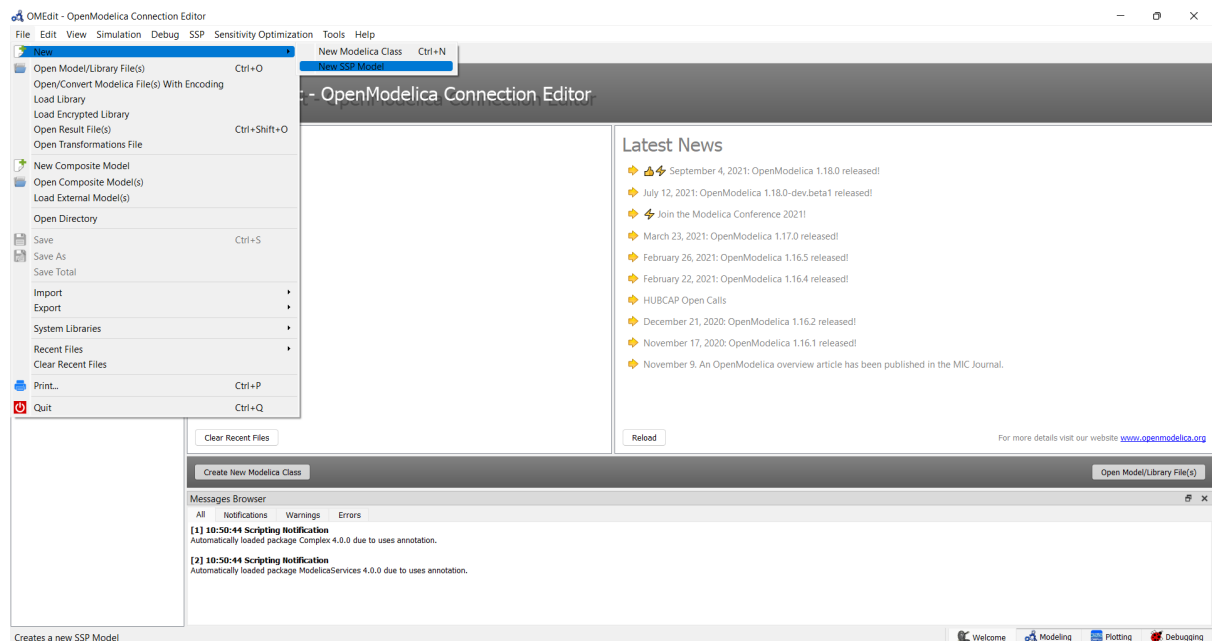 OMEdit - OpenModelica Connection Editor
File Edit View Simulation Debug SSP Sensitivity Optimization Tools Help
New
New Modelica Class Ctrl+N
New SSP Model
Open Model/Library File(s) Ctrl+O
Open/Convert Modelica File(s) With Encoding
Load Library
Load Encrypted Library
Open Result File(s) Ctrl+Shift+O
Open Transformations File
New Composite Model
Open Composite Model(s)
Load External Model(s)
Open Directory
Save Ctrl+S
Save As
Save Total
Import
Export
System Libraries
Recent Files
Clear Recent Files
Print... Ctrl+P
Quit Ctrl+Q
- OpenModelica Connection Editor
Latest News
September 4, 2021: OpenModelica 1.18.0 released!
July 12, 2021: OpenModelica 1.18.0-dev.beta1 released!
Join the Modelica Conference 2021!
March 23, 2021: OpenModelica 1.17.0 released!
February 26, 2021: OpenModelica 1.16.5 released!
February 22, 2021: OpenModelica 1.16.4 released!
HUBCAP Open Calls
December 21, 2020: OpenModelica 1.16.2 released!
November 17, 2020: OpenModelica 1.16.1 released!
November 9. An OpenModelica overview article has been published in the MIC Journal.
Clear Recent Files
Reload
For more details visit our website www.openmodelica.org
Create New Modelica Class
Open Model/Library File(s)
Messages Browser
All Notifications Warnings Errors
[1] 10:50:44 Scripting Notification
Automatically loaded package Complex 4.0.0 due to uses annotation.
[2] 10:50:44 Scripting Notification
Automatically loaded package ModelicaServices 4.0.0 due to uses annotation.
Creates a new SSP Model
Welcome Modeling Plotting Debugging